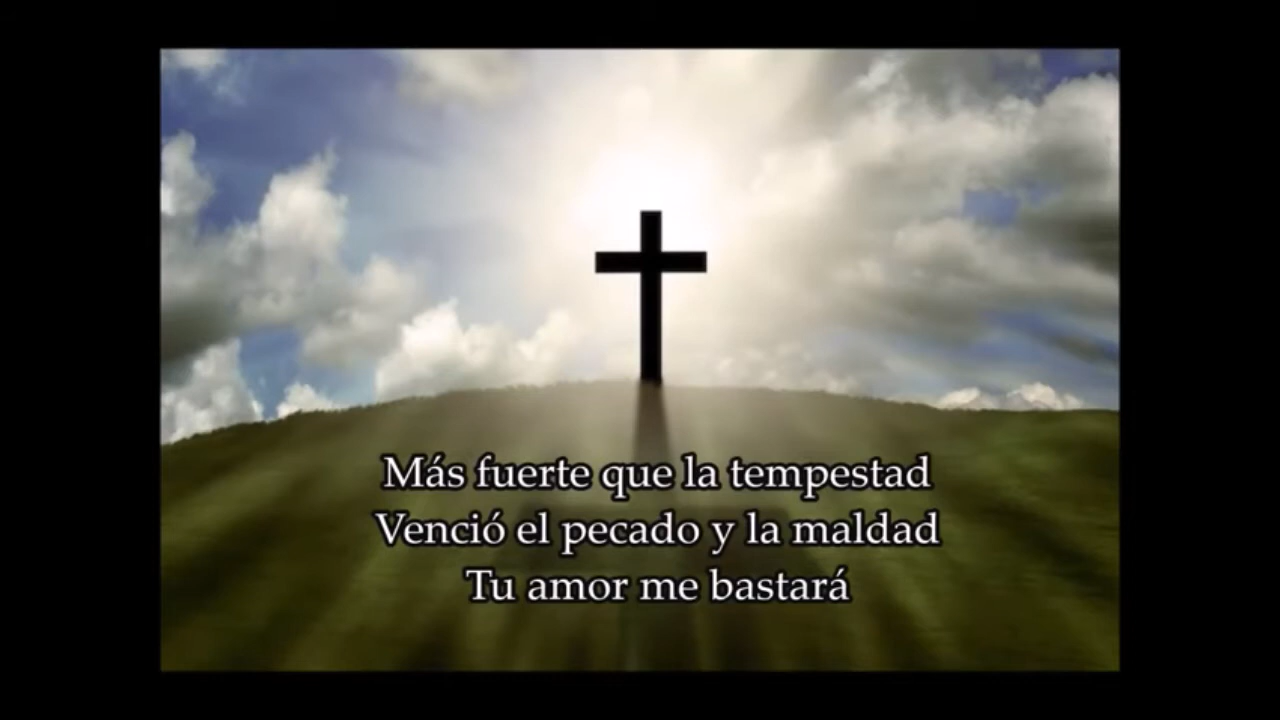 Más fuerte que la tempestad
Venció el pecado y la maldad
Tu amor me bastará